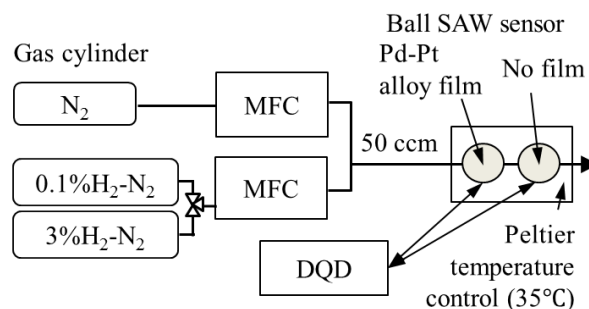 Ball SAW sensor
Gas cylinder
Pd-Pt
alloy film
No film
N₂
MFC
50 ccm
0.1%H₂-N₂
MFC
3%H₂-N₂
DQD
Peltier
temperature
control (35℃)